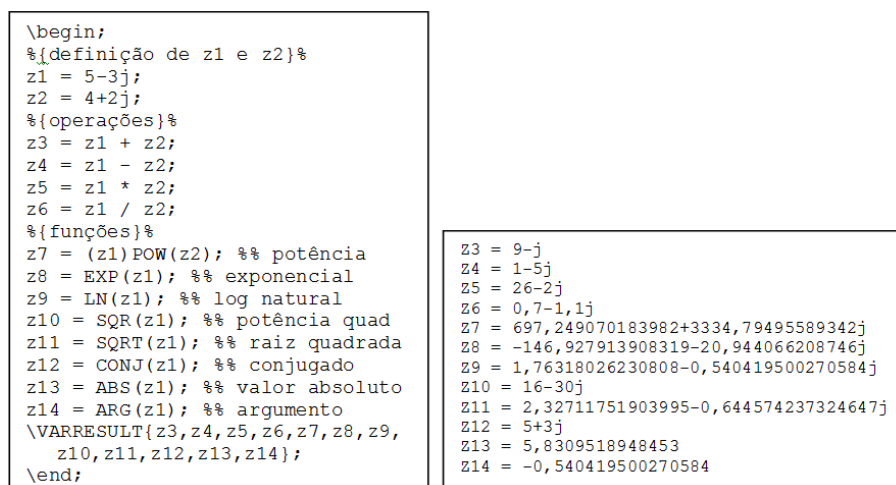 \begin;
%{definição de z1 e z2}%
z1 = 5-3j;
z2 = 4+2j;
%{operações}%
z3 = z1 + z2;
z4 = z1 - z2;
z5 = z1 * z2;
z6 = z1 / z2;
%{funções}%
z7 = (z1)POW(z2); %% potência
z8 = EXP(z1); %% exponencial
z9 = LN(z1); %% log natural
z10 = SQR(z1); %% potência quad
z11 = SQRT(z1); %% raiz quadrada
z12 = CONJ(z1); %% conjugado
z13 = ABS(z1); %% valor absoluto
z14 = ARG(z1); %% argumento
\VARRESULT{z3,z4,z5,z6,z7,z8,z9,
z10,z11,z12,z13,z14};
\end;
Z3 = 9-j
Z4 = 1-5j
Z5 = 26-2j
Z6 = 0,7-1,1j
Z7 = 697,249070183982+3334,79495589342j
Z8 = -146,927913908319-20,944066208746j
Z9 = 1,76318026230808-0,540419500270584j
Z10 = 16-30j
Z11 = 2,32711751903995-0,644574237324647j
Z12 = 5+3j
Z13 = 5,8309518948453
Z14 = -0,540419500270584